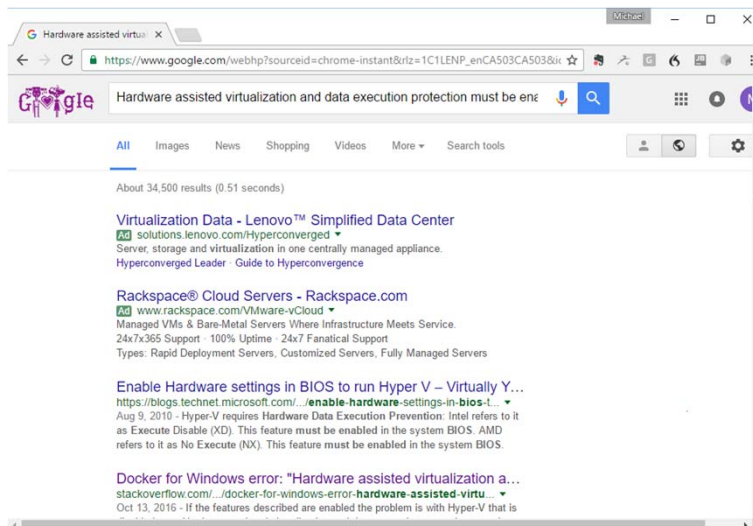 Michael
Hardware assisted virtua
https://www.google.com/webhp?sourceid=chrome-instant&rlz=1C1LENP_enCA503CA503&ic
Google
Hardware assisted virtualization and data execution protection must be ena
All Images News Shopping Videos More Search tools
About 34,500 results (0.51 seconds)
Virtualization Data - Lenovo™ Simplified Data Center
Ad solutions.lenovo.com/Hyperconverged
Server, storage and virtualization in one centrally managed appliance.
Hyperconverged Leader · Guide to Hyperconvergence
Rackspace® Cloud Servers - Rackspace.com
Ad www.rackspace.com/VMware-vCloud
Managed VMs & Bare-Metal Servers Where Infrastructure Meets Service.
24x7x365 Support · 100% Uptime · 24x7 Fanatical Support
Types: Rapid Deployment Servers, Customized Servers, Fully Managed Servers
Enable Hardware settings in BIOS to run Hyper V – Virtually Y...
https://blogs.technet.microsoft.com/.../enable-hardware-settings-in-bios-t...
Aug 9, 2010 - Hyper-V requires Hardware Data Execution Prevention: Intel refers to it
as Execute Disable (XD). This feature must be enabled in the system BIOS. AMD
refers to it as No Execute (NX). This feature must be enabled in the system BIOS.
Docker for Windows error: "Hardware assisted virtualization a...
stackoverflow.com/.../docker-for-windows-error-hardware-assisted-virtu...
Oct 13, 2016 - If the features described are enabled the problem is with Hyper-V that is